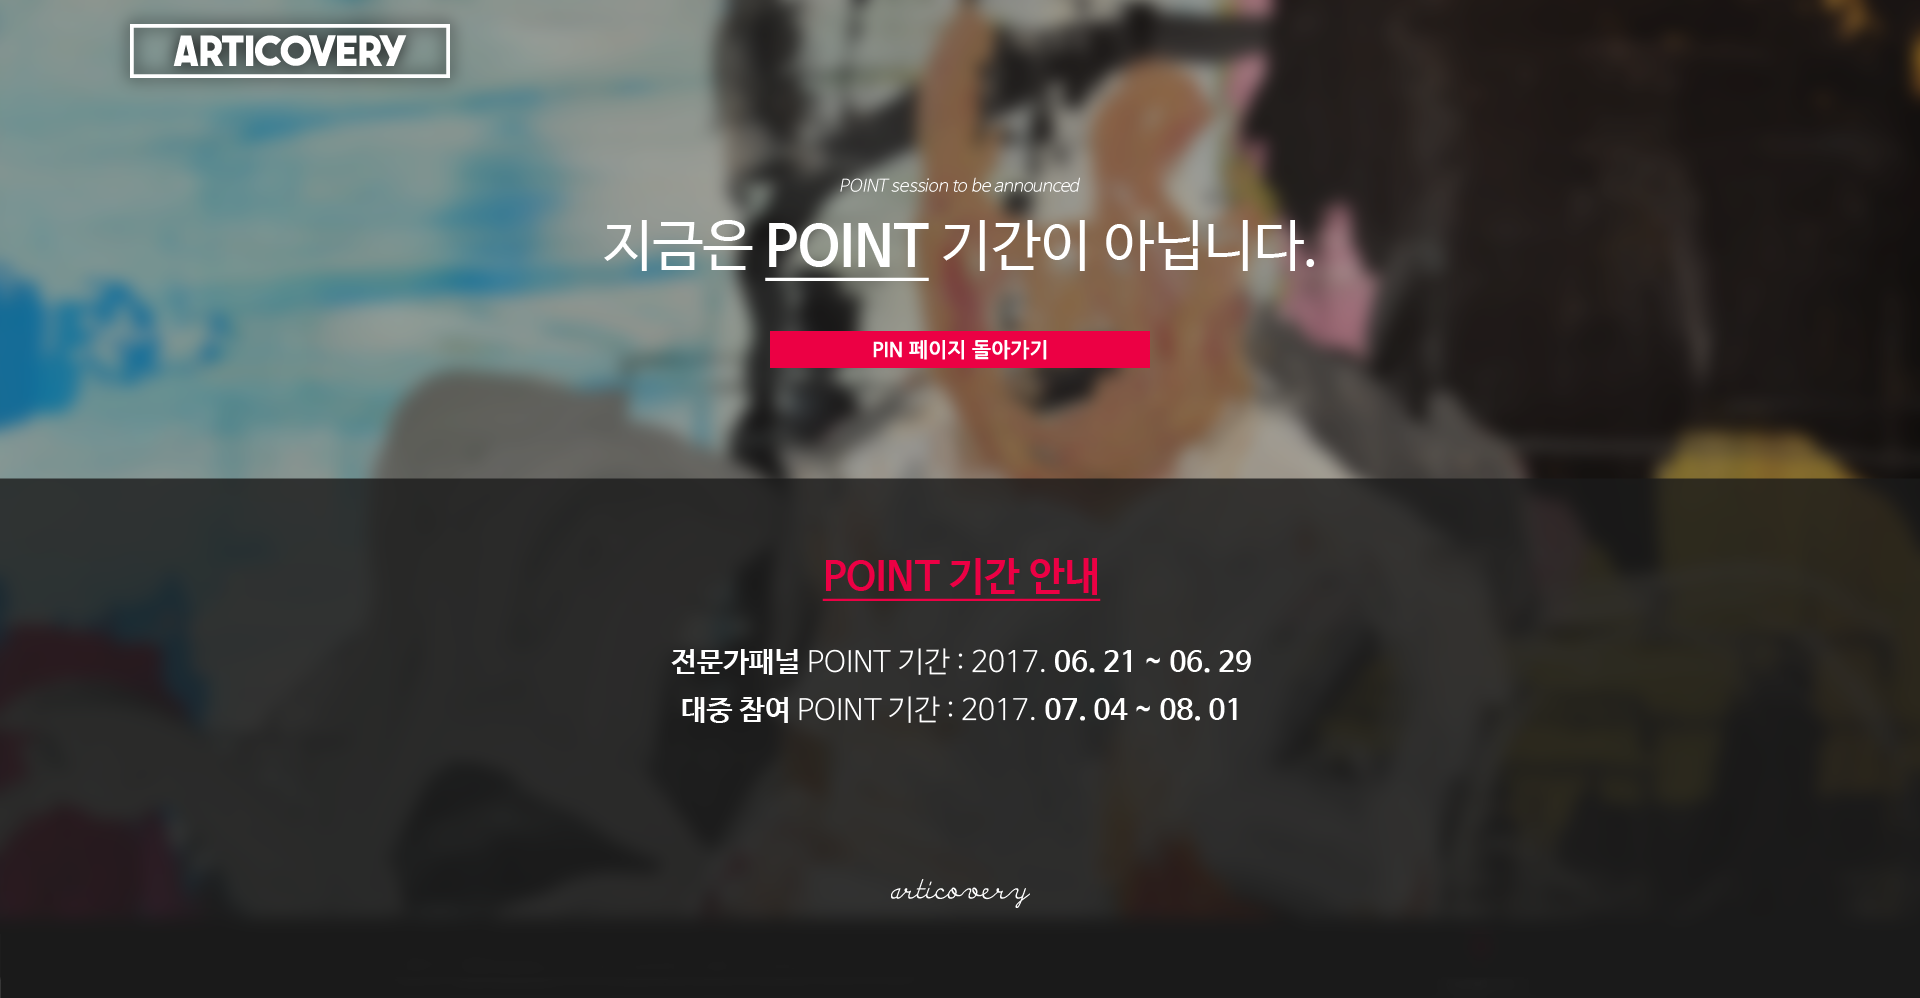 ARTICOVERY
POINT session to be announced
지금은 POINT 기간이 아닙니다.
PIN 페이지 돌아가기
POINT 기간 안내
전문가패널 POINT 기간 : 2017. 06. 21 ~ 06. 29
대중 참여 POINT 기간 : 2017. 07. 04 ~ 08. 01
articovery